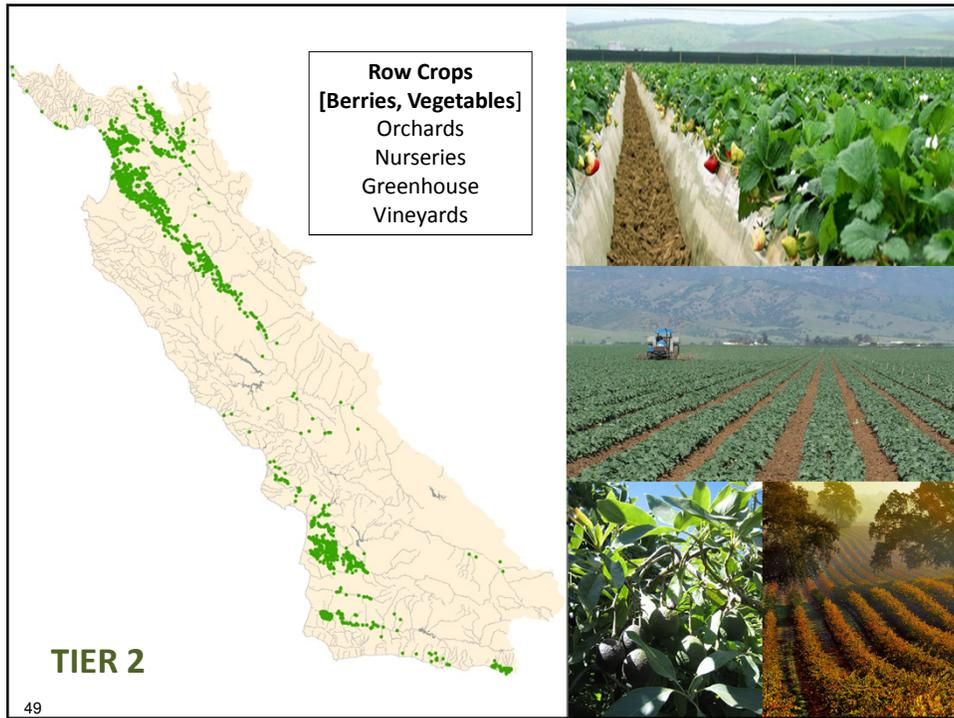 Row Crops
[Berries, Vegetables]
Orchards
Nurseries
Greenhouse
Vineyards
TIER 2
49